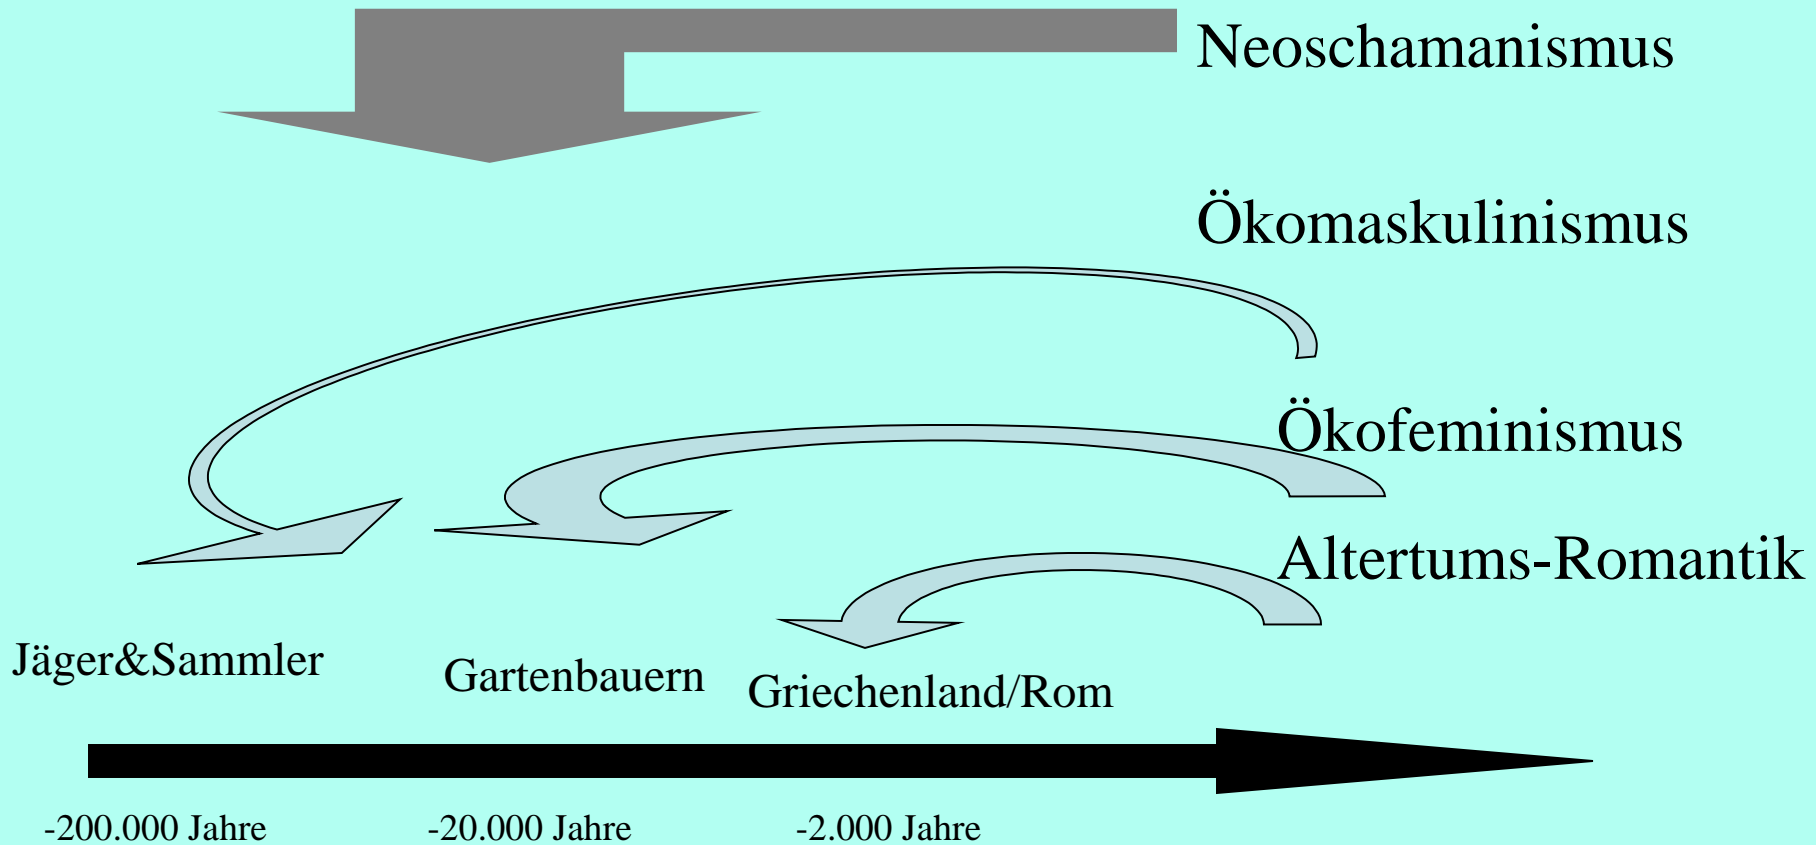 Neoschamanismus
Ökomaskulinismus
Ökofeminismus
Altertums-Romantik
Jäger&Sammler
Gartenbauern
Griechenland/Rom
-200.000 Jahre
-20.000 Jahre
-2.000 Jahre